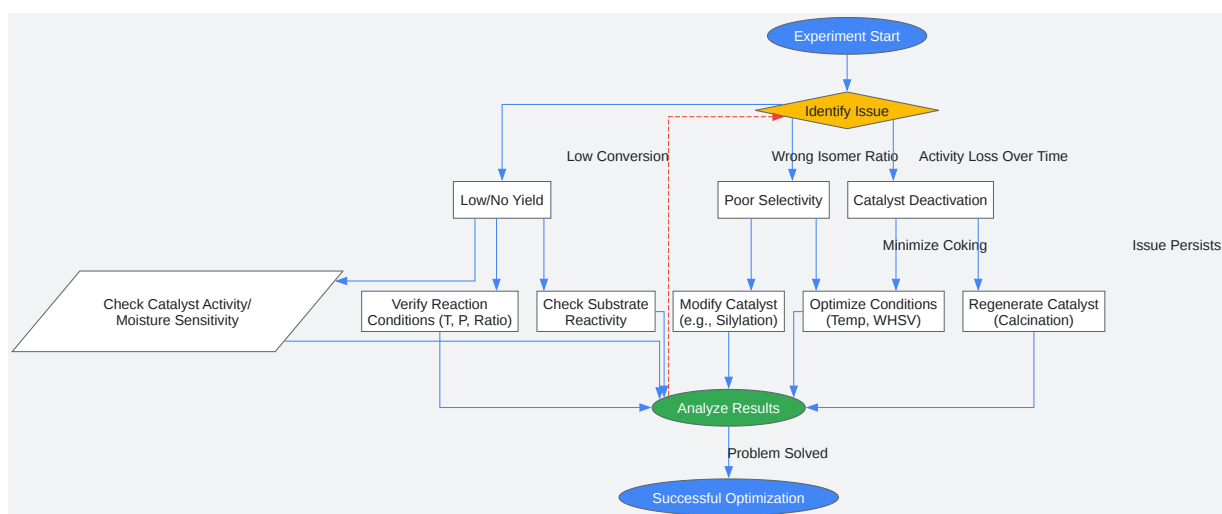 Experiment Start
Identify Issue
Low Conversion
Wrong Isomer Ratio
Activity Loss Over Time
Low/No Yield
Poor Selectivity
Catalyst Deactivation
Minimize Coking
Issue Persists
Check Catalyst Activity/
Moisture Sensitivity
Verify Reaction
Conditions (T, P, Ratio)
Check Substrate
Reactivity
Modify Catalyst
(e.g., Silylation)
Optimize Conditions
(Temp, WHSV)
Regenerate Catalyst
(Calcination)
Analyze Results
Problem Solved
Successful Optimization